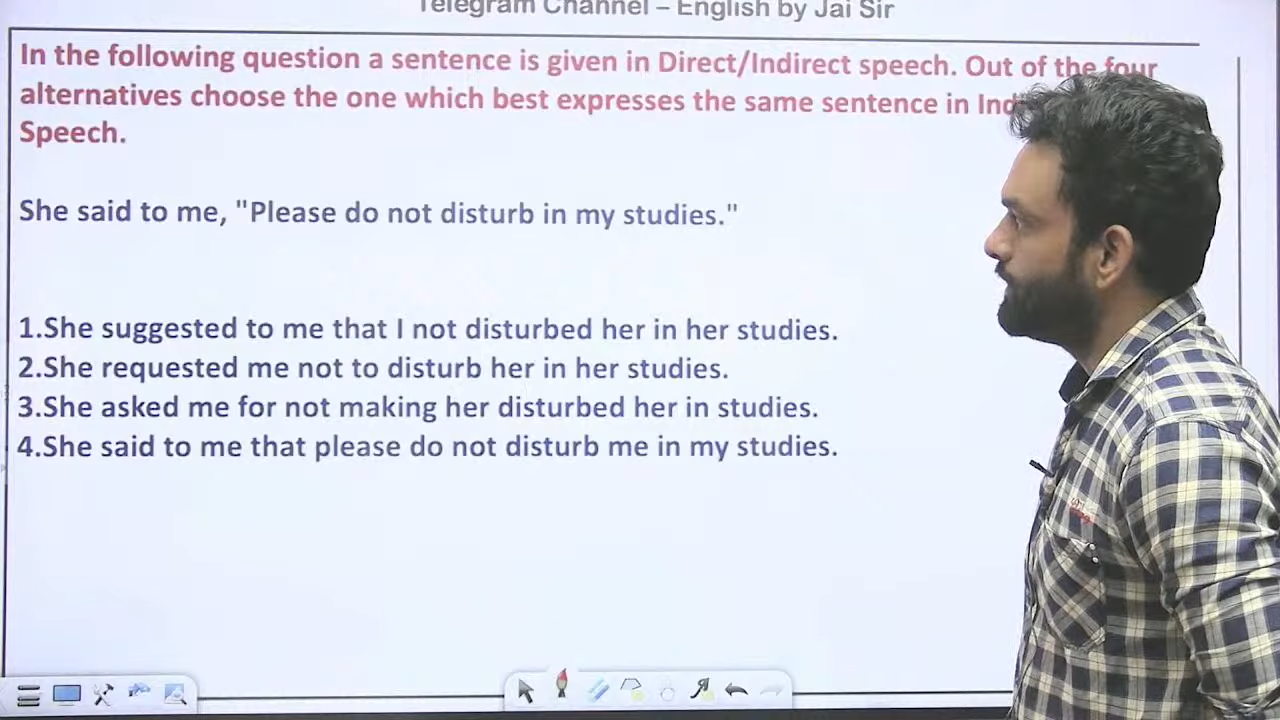 Telegram Channel – English by Jai Sir
In the following question a sentence is given in Direct/Indirect speech. Out of the four
alternatives choose the one which best expresses the same sentence in
Speech.
She said to me, "Please do not disturb in my studies."
1.She suggested to me that I not disturbed her in her studies.
2.She requested me not to disturb her in her studies.
3.She asked me for not making her disturbed her in studies.
4.She said to me that please do not disturb me in my studies.